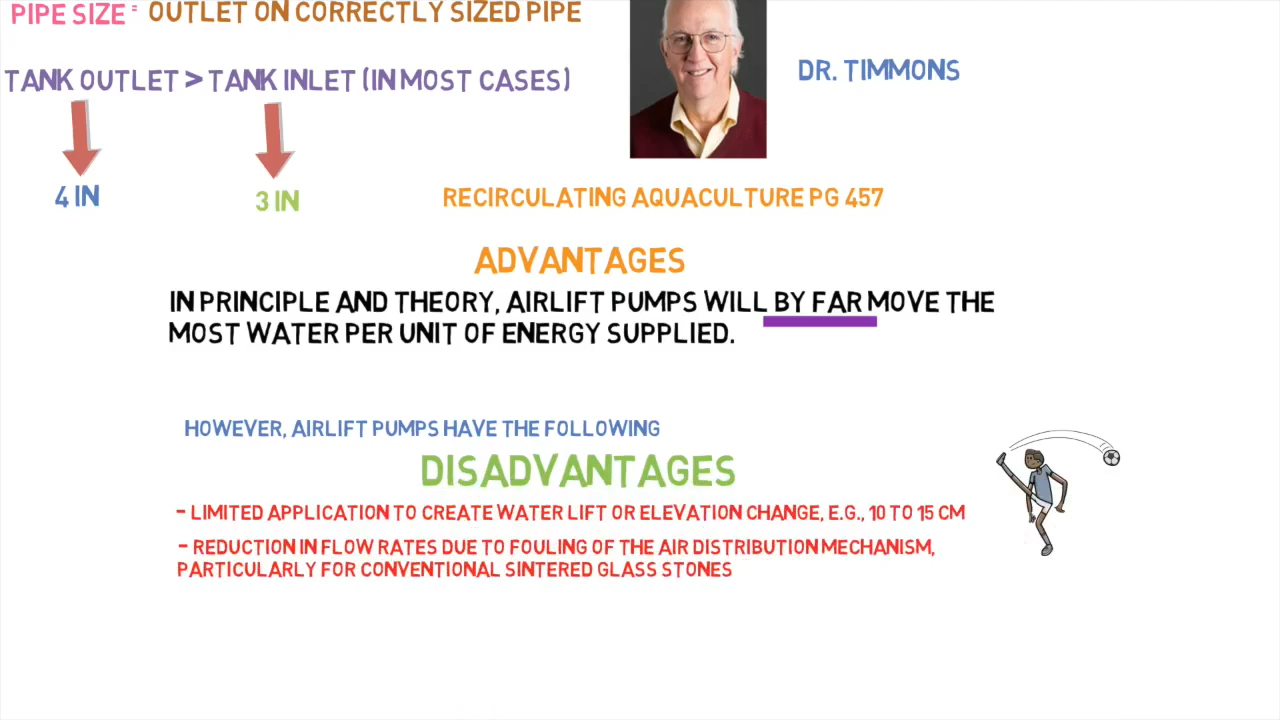 PIPE SIZE = OUTLET ON CORRECTLY SIZED PIPE
TANK OUTLET > TANK INLET (IN MOST CASES)
DR. TIMMONS
4 IN
3 IN
RECIRCULATING AQUACULTURE PG 457
ADVANTAGES
IN PRINCIPLE AND THEORY, AIRLIFT PUMPS WILL BY FAR MOVE THE
MOST WATER PER UNIT OF ENERGY SUPPLIED.
HOWEVER, AIRLIFT PUMPS HAVE THE FOLLOWING
DISADVANTAGES
- LIMITED APPLICATION TO CREATE WATER LIFT OR ELEVATION CHANGE, E.G., 10 TO 15 CM
- REDUCTION IN FLOW RATES DUE TO FOULING OF THE AIR DISTRIBUTION MECHANISM,
PARTICULARLY FOR CONVENTIONAL SINTERED GLASS STONES